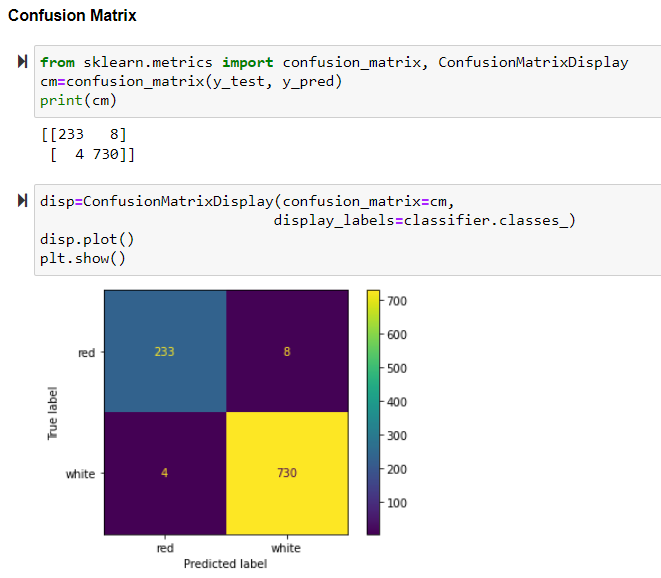 Confusion Matrix
from sklearn.metrics import confusion_matrix, ConfusionMatrixDisplay
cm=confusion_matrix(y_test, y_pred)
print(cm)
[[233   8]
 [  4 730]]
disp=ConfusionMatrixDisplay(confusion_matrix=cm,
                           display_labels=classifier.classes_)
disp.plot()
plt.show()
700
600
500
400
300
200
100
True label
red
233
8
white
4
730
red
white
Predicted label